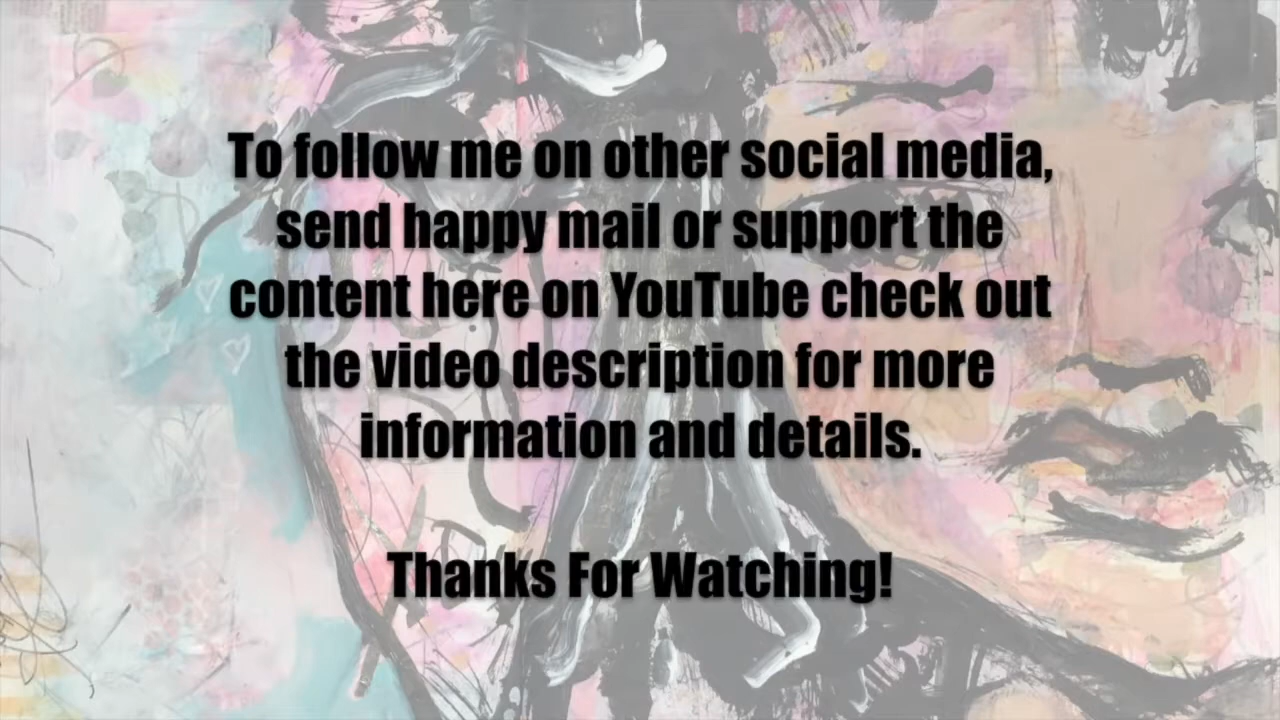 To follow me on other social media,
send happy mail or support the
content here on YouTube check out
the video description for more
information and details.
Thanks For Watching!